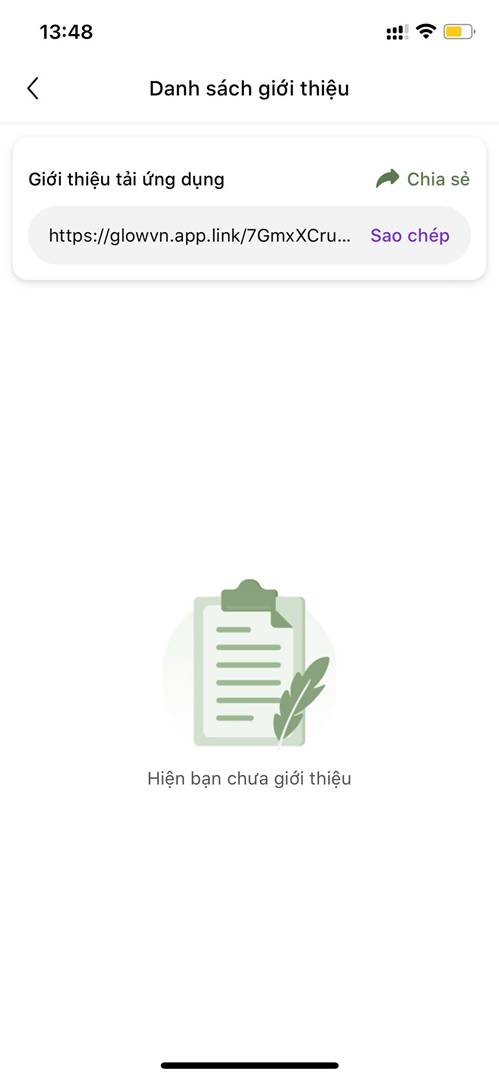 13:48
Danh sách giới thiệu
Giới thiệu tải ứng dụng
Chia sẻ
https://glowvn.app.link/7GmxXCru...
Sao chép
Hiện bạn chưa giới thiệu